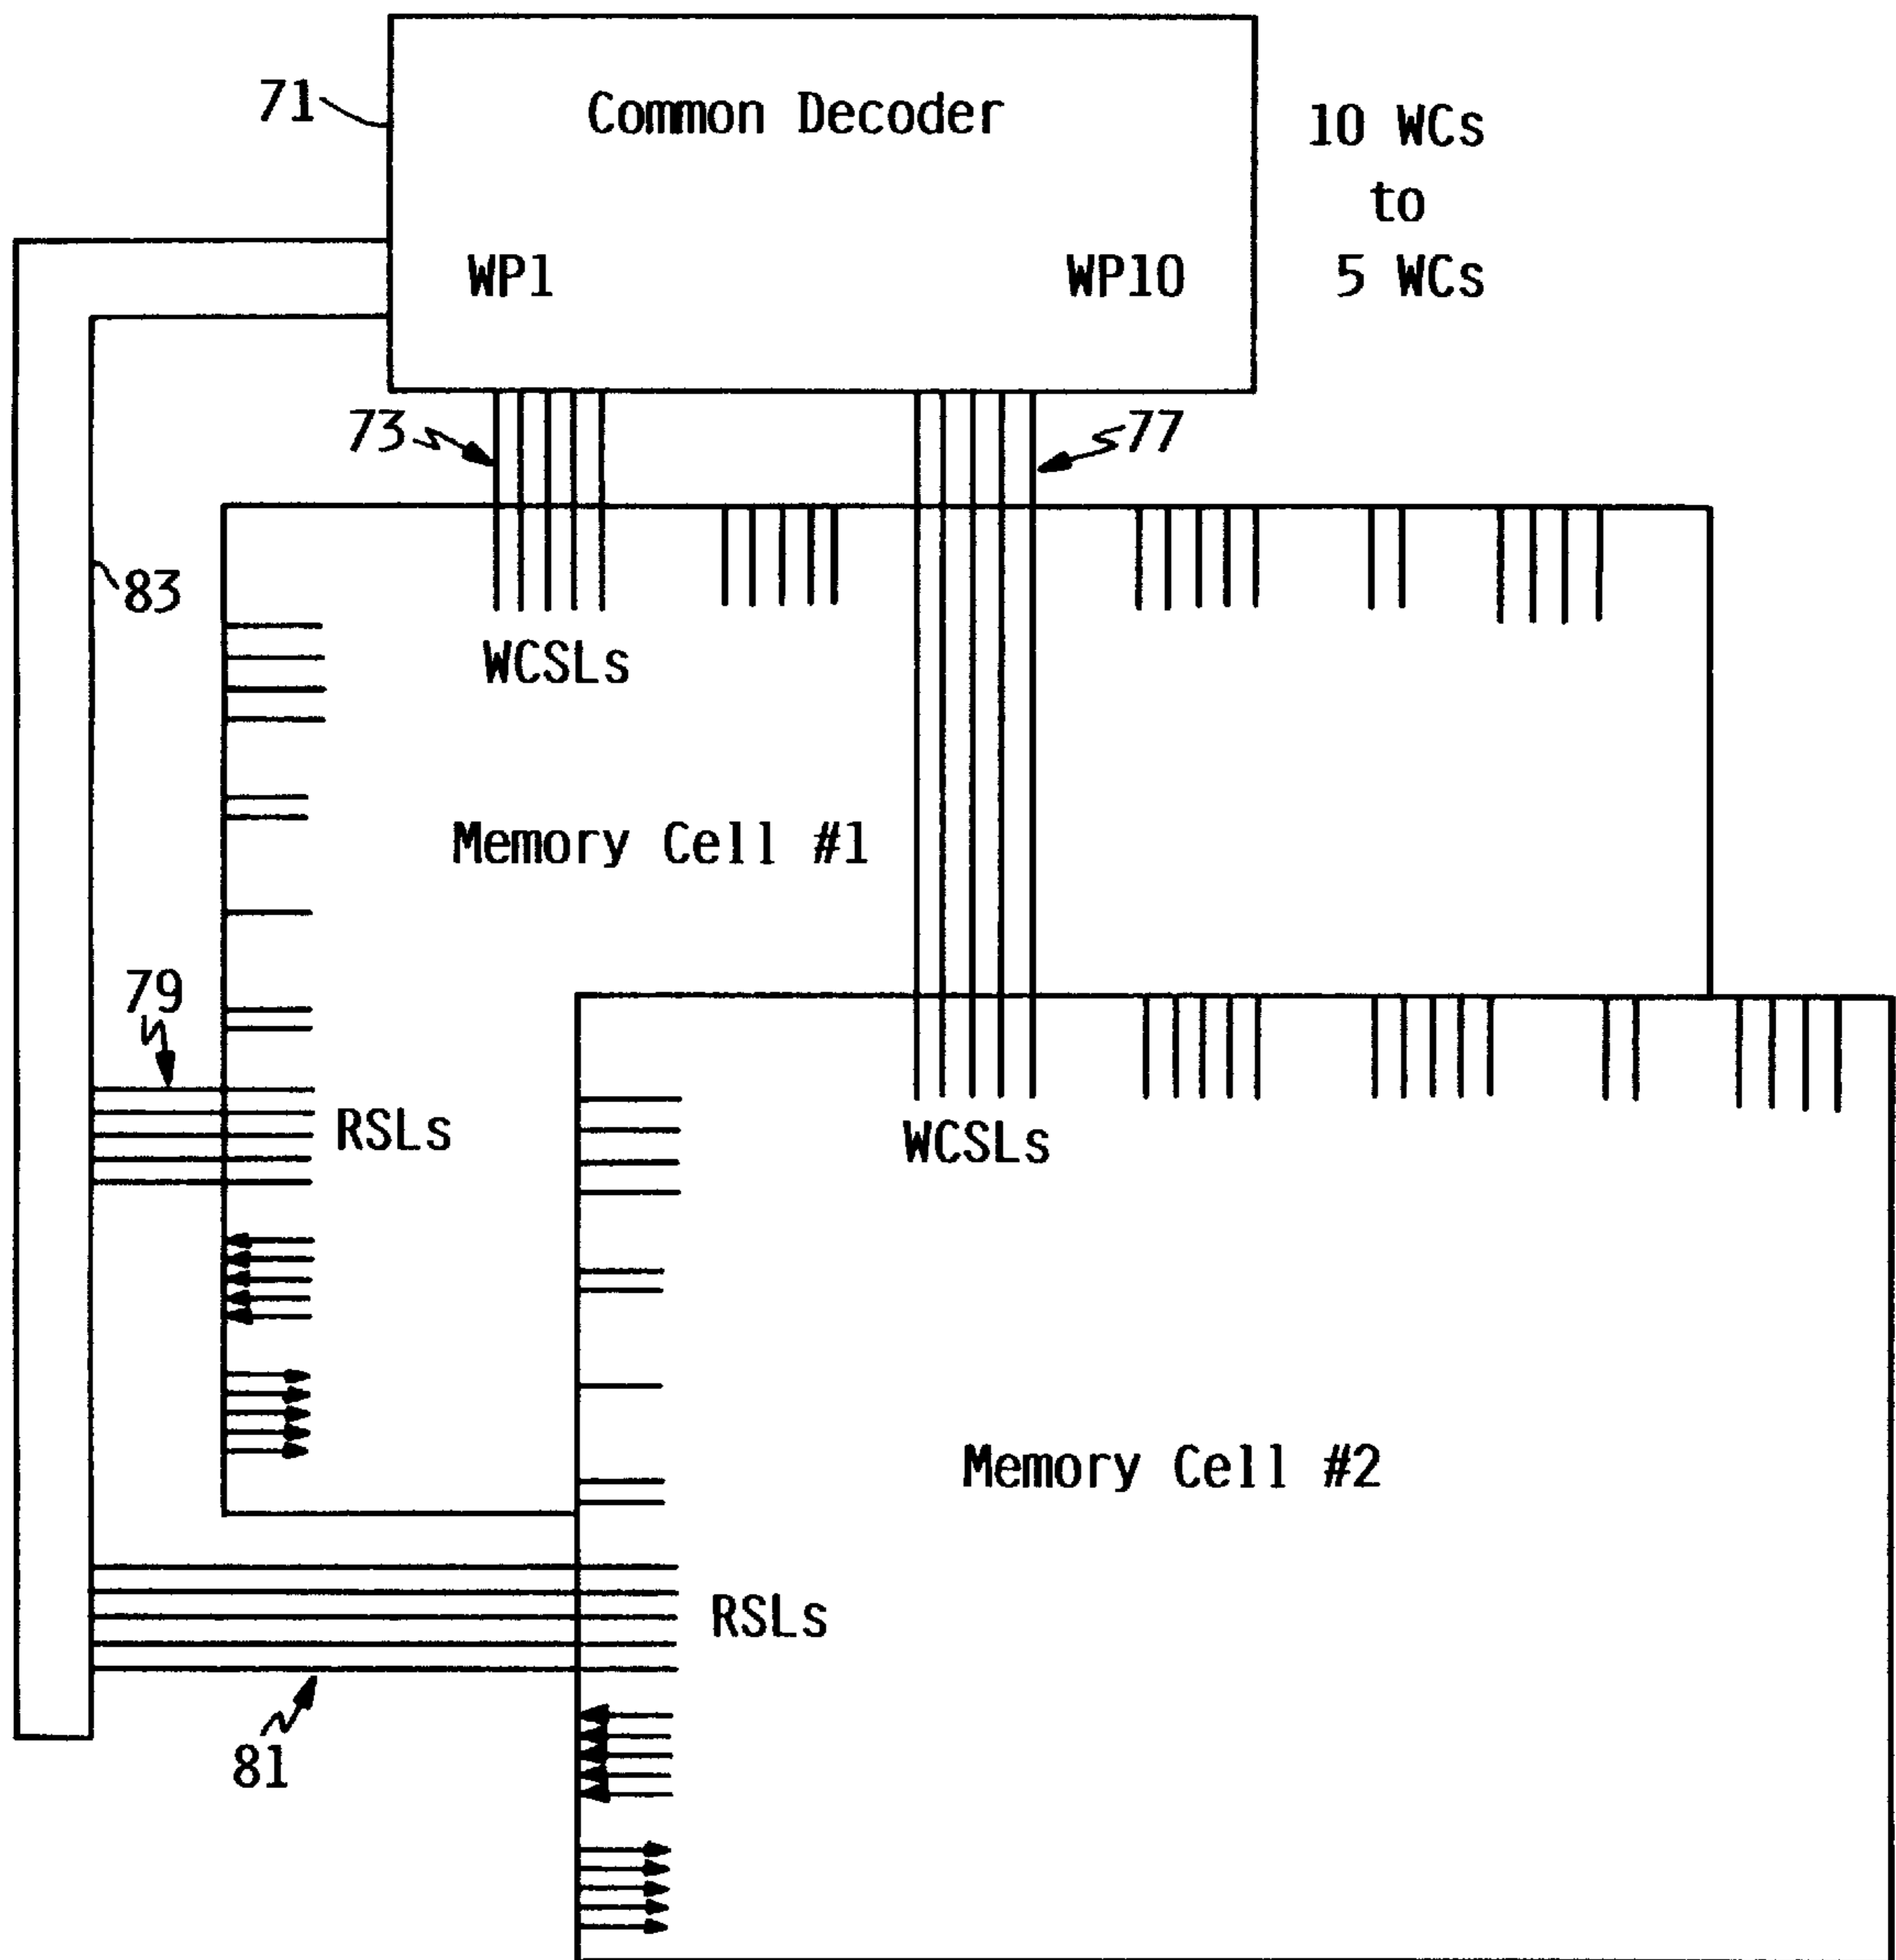 71
Common Decoder
10 WCs
to
5 WCs
WP1
WP10
73
77
83
WCSLs
Memory Cell #1
79
RSLs
WCSLs
Memory Cell #2
RSLs
81